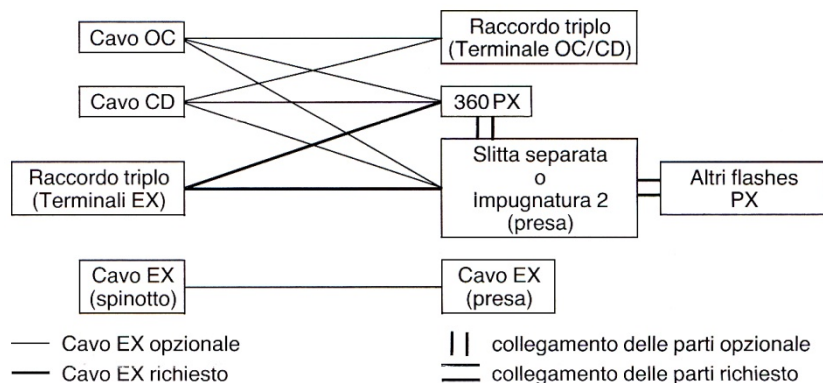 Cavo OC
Raccordo triplo
(Terminale OC/CD)
Cavo CD
360 PX
Raccordo triplo
(Terminali EX)
Slitta separata
o
impugnatura 2
(presa)
Altri flashes
PX
Cavo EX
(spinotto)
Cavo EX
(presa)
Cavo EX opzionale
collegamento delle parti opzionale
Cavo EX richiesto
collegamento delle parti richiesto